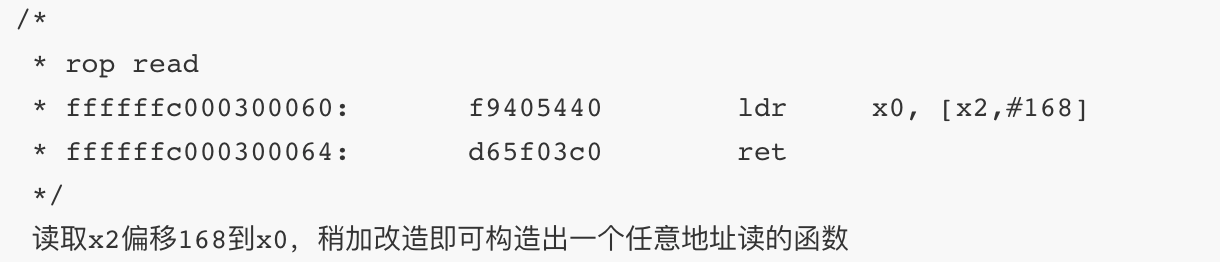 /*
* rop read
* ffffffc000300060: f9405440 ldr x0, [x2,#168]
* ffffffc000300064: d65f03c0 ret
*/
读取x2偏移168到x0，稍加改造即可构造出一个任意地址读的函数